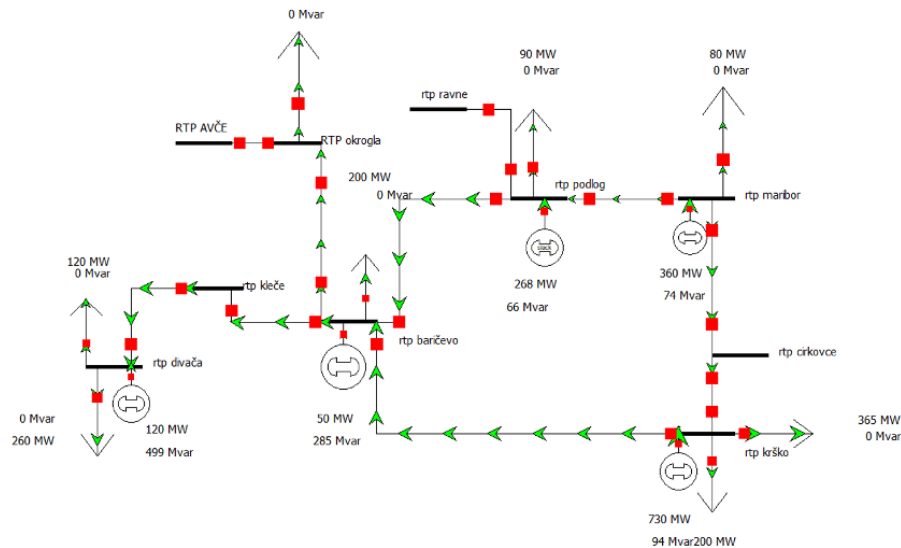 0 Mvar
90 MW
0 Mvar
80 MW
0 Mvar
rtp ravne
RTP AVČE
RTP okrogla
200 MW
0 Mvar
rtp podlog
rtp maribor
slack
120 MW
0 Mvar
rtp kleče
268 MW
66 Mvar
360 MW
74 Mvar
rtp baričevo
rtp divača
rtp cirkovce
0 Mvar
260 MW
120 MW
499 Mvar
50 MW
285 Mvar
365 MW
0 Mvar
rtp krško
730 MW
94 Mvar200 MW